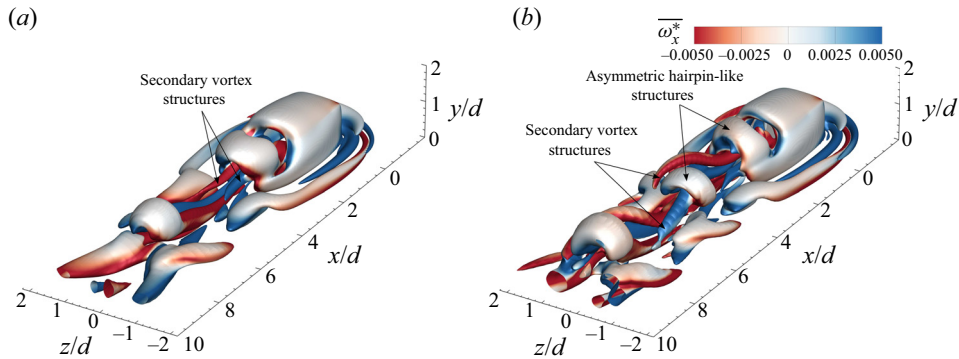 (a)
Secondary vortex
structures
2
1
0
y/d
0
2
4
6
8
10
x/d
2
1
0
−1
−2
z/d
(b)
ω*x
−0.0050 −0.0025 0 0.0025 0.0050
Asymmetric hairpin-like
structures
Secondary vortex
structures
2
1
0
y/d
0
2
4
6
8
10
x/d
2
1
0
−1
−2
z/d